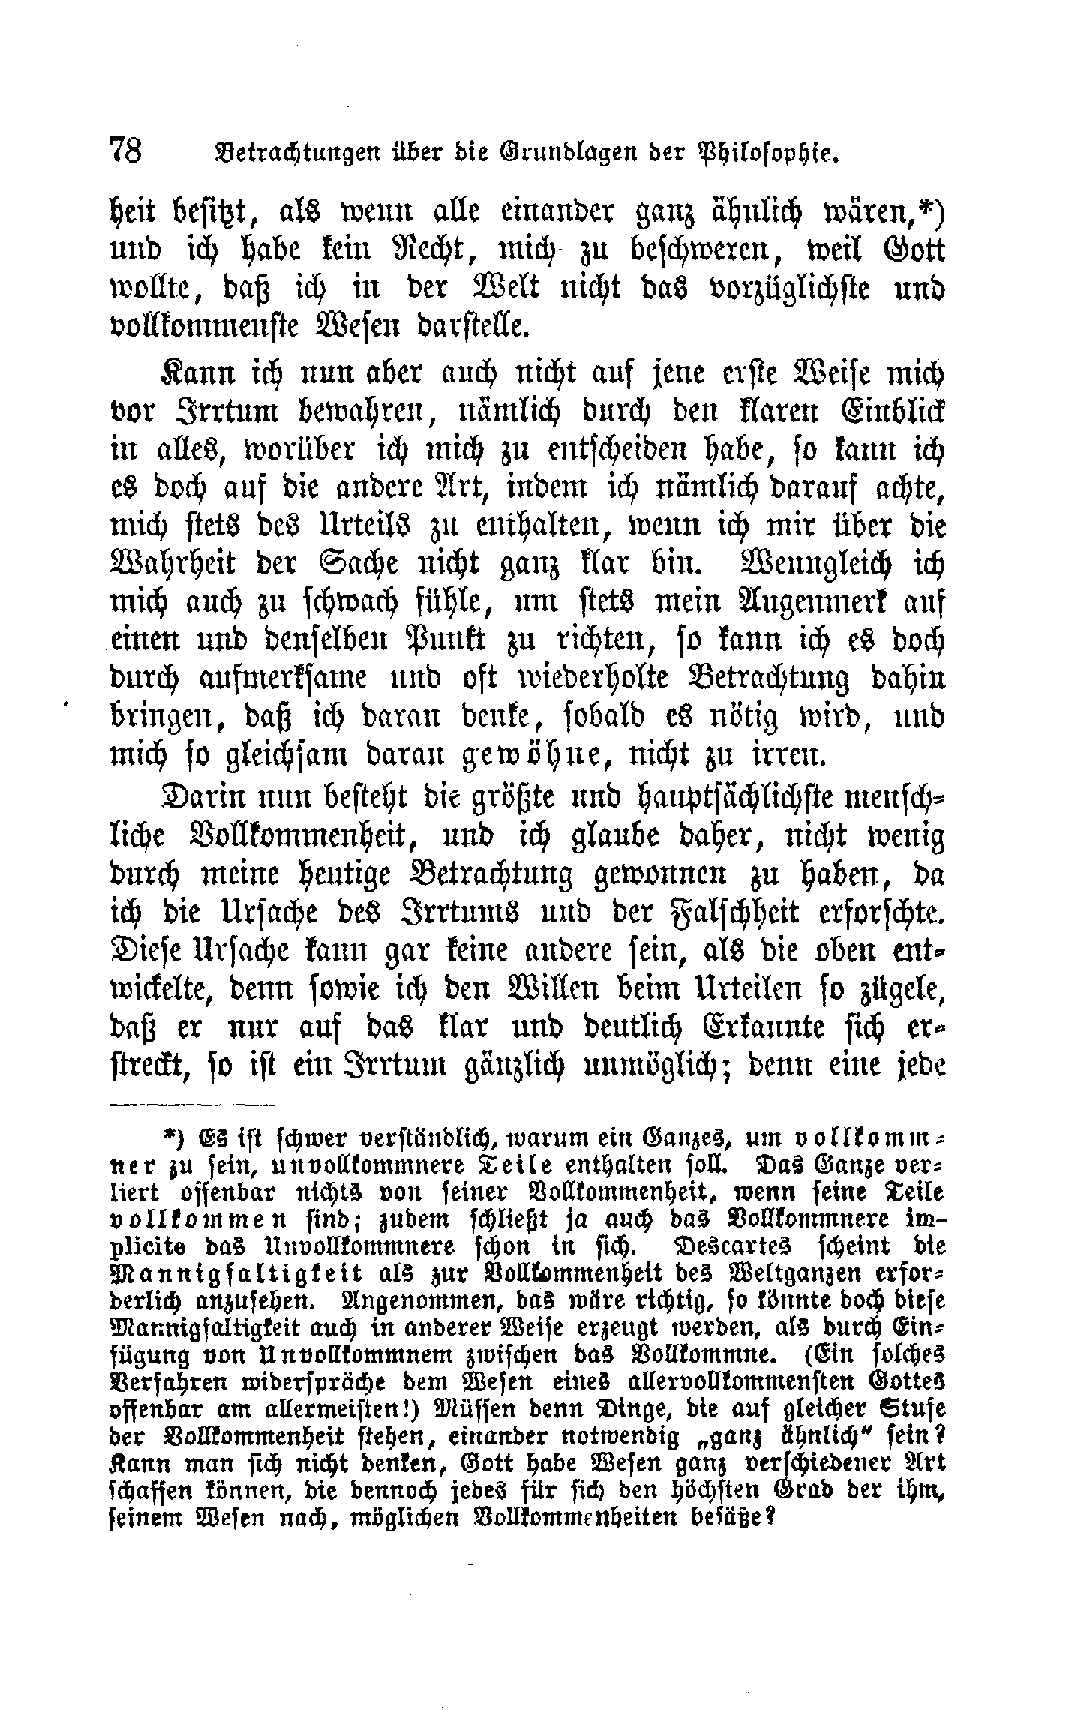 78 Betrachtungen über die Grundlagen der Philosophie.
heit besitzt, als wenn alle einander ganz ähnlich wären,*)
und ich habe kein Recht, mich zu beschweren, weil Gott
wollte, daß ich in der Welt nicht das vorzüglichste und
vollkommenste Wesen darstelle.
Kann ich nun aber auch nicht auf jene erste Weise mich
vor Irrtum bewahren, nämlich durch den klaren Einblick
in alles, worüber ich mich zu entscheiden habe, so kann ich
es doch auf die andere Art, indem ich nämlich darauf achte,
mich stets des Urteils zu enthalten, wenn ich mir über die
Wahrheit der Sache nicht ganz klar bin. Wenngleich ich
mich auch zu schwach fühle, um stets mein Augenmerk auf
einen und denselben Punkt zu richten, so kann ich es doch
durch aufmerksame und oft wiederholte Betrachtung dahin
bringen, daß ich daran denke, sobald es nötig wird, und
mich so gleichsam daran gewöhne, nicht zu irren.
Darin nun besteht die größte und hauptsächlichste mensch-
liche Vollkommenheit, und ich glaube daher, nicht wenig
durch meine heutige Betrachtung gewonnen zu haben, da
ich die Ursache des Irrtums und der Falschheit erforschte.
Diese Ursache kann gar keine andere sein, als die oben ent-
wickelte, denn sowie ich den Willen beim Urteilen so zügele,
daß er nur auf das klar und deutlich Erkannte sich er-
streckt, so ist ein Irrtum gänzlich unmöglich; denn eine jede
*) Es ist schwer verständlich, warum ein Ganzes, um vollkomm-
ner zu sein, unvollkommnere Teile enthalten soll. Das Ganze ver-
liert offenbar nichts von seiner Vollkommenheit, wenn seine Teile
vollkommen sind; zudem schließt ja auch das Vollkommnere im-
plicite das Unvollkommnere schon in sich. Descartes scheint die
Mannigfaltigkeit als zur Vollkommenheit des Weltganzen erfor-
derlich anzusehen. Angenommen, das wäre richtig, so könnte doch diese
Mannigfaltigkeit auch in anderer Weise erzeugt werden, als durch Ein-
fügung von Unvollkommnem zwischen das Vollkommne. (Ein solches
Verfahren widerspräche dem Wesen eines allervollkommensten Gottes
offenbar am allermeisten!) Müssen denn Dinge, die auf gleicher Stufe
der Vollkommenheit stehen, einander notwendig „ganz ähnlich“ sein?
Kann man sich nicht denken, Gott habe Wesen ganz verschiedener Art
schaffen können, die dennoch jedes für sich den höchsten Grad der ihm,
seinem Wesen nach, möglichen Vollkommenheiten besäße?